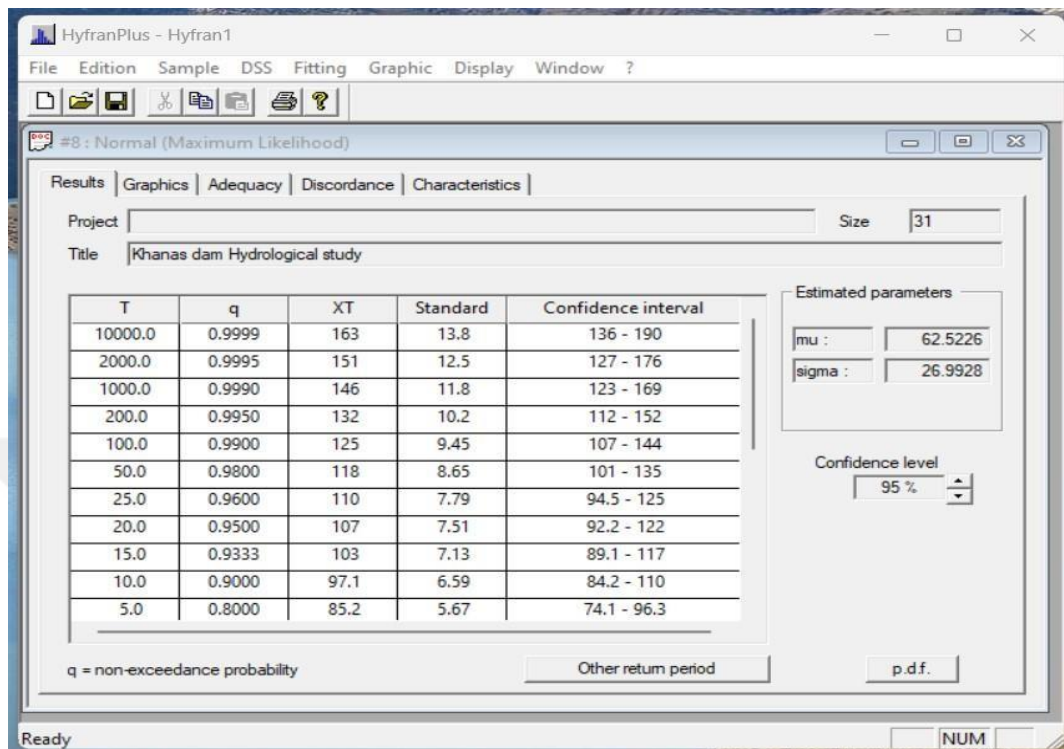 HyfranPlus - Hyfran1
File Edition Sample DSS Fitting Graphic Display Window ?
#8 : Normal (Maximum Likelihood)
Results Graphics Adequacy Discordance Characteristics
Project Size 31
Title Khanas dam Hydrological study
T q XT Standard Confidence interval
10000.0 0.9999 163 13.8 136 - 190
2000.0 0.9995 151 12.5 127 - 176
1000.0 0.9990 146 11.8 123 - 169
200.0 0.9950 132 10.2 112 - 152
100.0 0.9900 125 9.45 107 - 144
50.0 0.9800 118 8.65 101 - 135
25.0 0.9600 110 7.79 94.5 - 125
20.0 0.9500 107 7.51 92.2 - 122
15.0 0.9333 103 7.13 89.1 - 117
10.0 0.9000 97.1 6.59 84.2 - 110
5.0 0.8000 85.2 5.67 74.1 - 96.3
Estimated parameters
mu : 62.5226
sigma : 26.9928
Confidence level
95 %
q = non-exceedance probability
Other return period
p.d.f.
Ready NUM